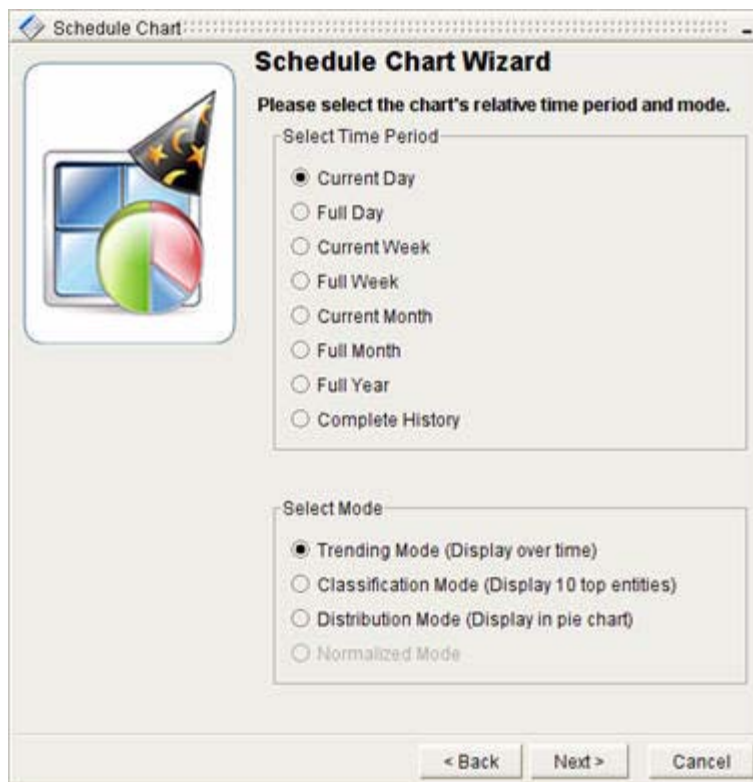 Schedule Chart
Schedule Chart Wizard
Please select the chart's relative time period and mode.
Select Time Period
Current Day
Full Day
Current Week
Full Week
Current Month
Full Month
Full Year
Complete History
Select Mode
Trending Mode (Display over time)
Classification Mode (Display 10 top entities)
Distribution Mode (Display in pie chart)
Normalized Mode
< Back
Next >
Cancel